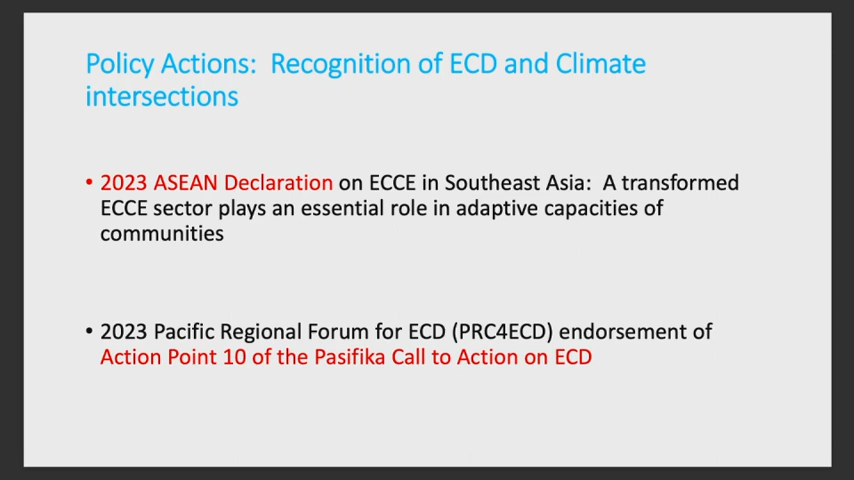 Policy Actions:  Recognition of ECD and Climate
intersections
• 2023 ASEAN Declaration on ECCE in Southeast Asia:  A transformed
ECCE sector plays an essential role in adaptive capacities of
communities
• 2023 Pacific Regional Forum for ECD (PRC4ECD) endorsement of
Action Point 10 of the Pasifika Call to Action on ECD